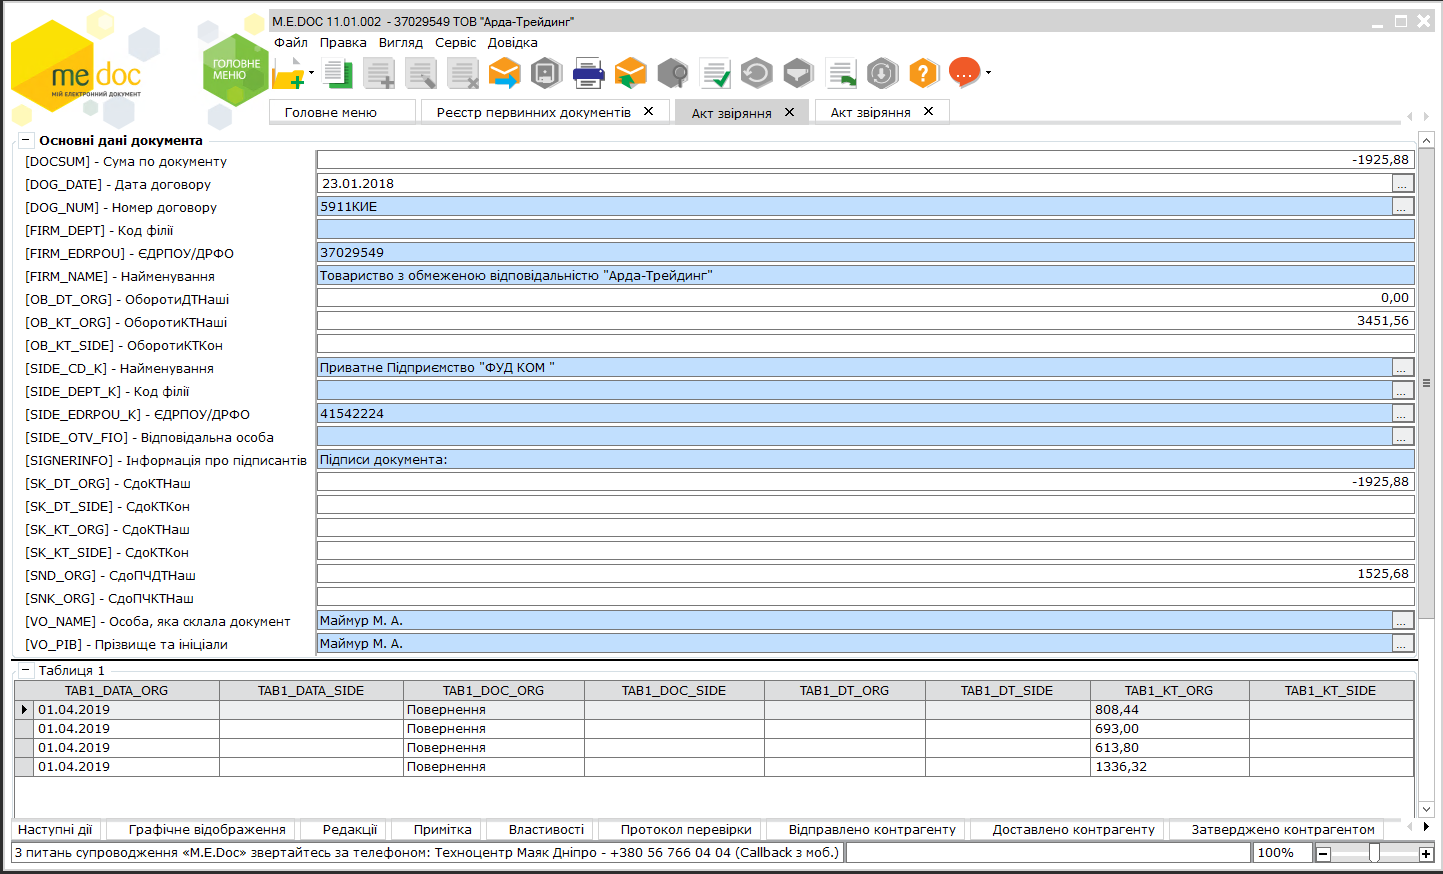 M.E.DOC 11.01.002 - 37029549 ТОВ "Арда-Трейдинг"
Файл Правка Вигляд Сервіс Довідка
me doc
МІЙ ЕЛЕКТРОННИЙ ДОКУМЕНТ
ГОЛОВНЕ
МЕНЮ
Головне меню
Реєстр первинних документів
Акт звіряння
Акт звіряння
Основні дані документа
[DOCSUM] - Сума по документу -1925,88
[DOG_DATE] - Дата договору 23.01.2018 ...
[DOG_NUM] - Номер договору 5911КИЕ ...
[FIRM_DEPT] - Код філії
[FIRM_EDRPOU] - ЄДРПОУ/ДРФО 37029549
[FIRM_NAME] - Найменування Товариство з обмеженою відповідальністю "Арда-Трейдинг"
[OB_DT_ORG] - ОборотиДТНаші 0,00
[OB_KT_ORG] - ОборотиКТНаші 3451,56
[OB_KT_SIDE] - ОборотиКТКон
[SIDE_CD_K] - Найменування Приватне Підприємство "ФУД КОМ " ...
[SIDE_DEPT_K] - Код філії ...
[SIDE_EDRPOU_K] - ЄДРПОУ/ДРФО 41542224 ...
[SIDE_OTV_FIO] - Відповідальна особа ...
[SIGNERINFO] - Інформація про підписантів Підписи документа:
[SK_DT_ORG] - СдоКТНаш -1925,88
[SK_DT_SIDE] - СдоКТКон
[SK_KT_ORG] - СдоКТНаш
[SK_KT_SIDE] - СдоКТКон
[SND_ORG] - СдоПЧДТНаш 1525,68
[SNK_ORG] - СдоПЧКТНаш
[VO_NAME] - Особа, яка склала документ Маймур М. А. ...
[VO_PIB] - Прізвище та ініціали Маймур М. А. ...
Таблиця 1
TAB1_DATA_ORG TAB1_DATA_SIDE TAB1_DOC_ORG TAB1_DOC_SIDE TAB1_DT_ORG TAB1_DT_SIDE TAB1_KT_ORG TAB1_KT_SIDE
01.04.2019 Повернення 808,44
01.04.2019 Повернення 693,00
01.04.2019 Повернення 613,80
01.04.2019 Повернення 1336,32
Наступні дії Графічне відображення Редакції Примітка Властивості Протокол перевірки Відправлено контрагенту Доставлено контрагенту Затверджено контрагентом
З питань супроводження «M.E.Doc» звертайтесь за телефоном: Техноцентр Маяк Дніпро - +380 56 766 04 04 (Callback з моб.) 100%